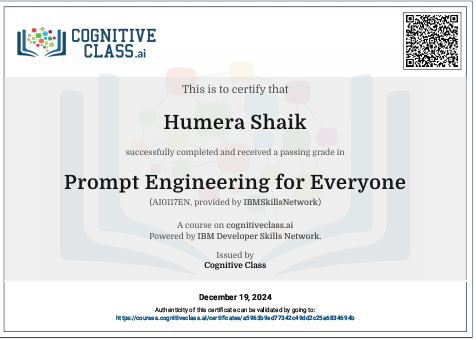 COGNITIVE
CLASS.ai
This is to certify that
Humera Shaik
successfully completed and received a passing grade in
Prompt Engineering for Everyone
(AI0117EN, provided by IBMSkillsNetwork)
A course on cognitiveclass.ai
Powered by IBM Developer Skills Network.
Issued by
Cognitive Class
December 19, 2024
Authenticity of this certificate can be validated by going to:
https://courses.cognitiveclass.ai/certificates/a5963b9ed77342c49dd2c25a6834694b